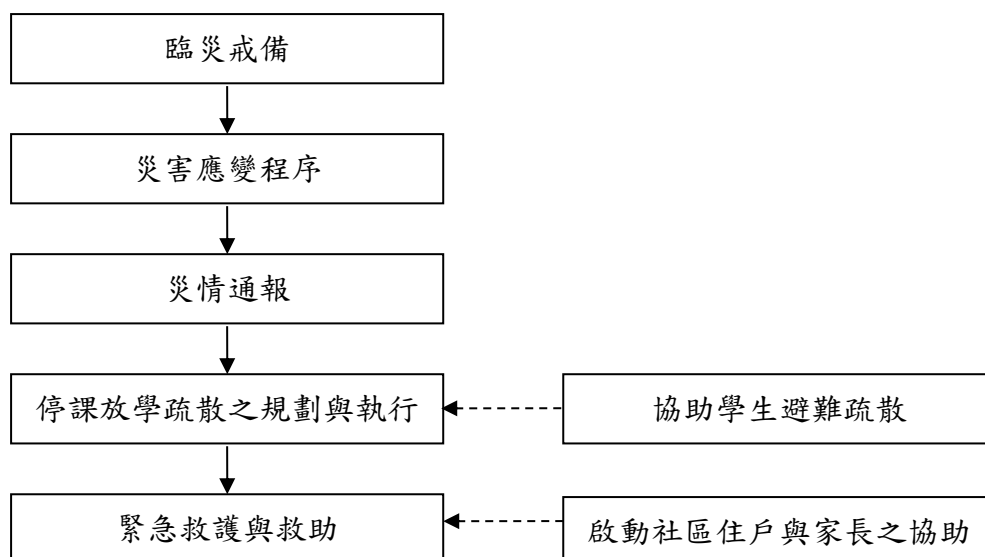 臨災戒備
災害應變程序
災情通報
停課放學疏散之規劃與執行
協助學生避難疏散
緊急救護與救助
啟動社區住戶與家長之協助